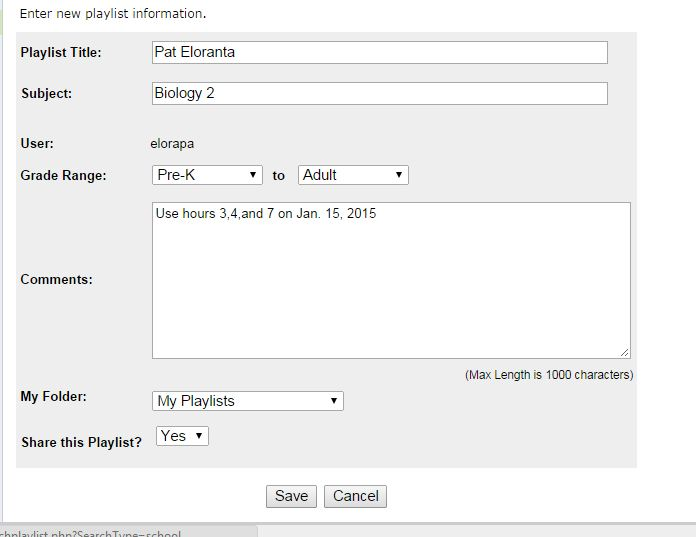 Enter new playlist information.
Playlist Title: Pat Eloranta
Subject: Biology 2
User: elorapa
Grade Range: Pre-K to Adult
Use hours 3,4,and 7 on Jan. 15, 2015
Comments:
(Max Length is 1000 characters)
My Folder: My Playlists
Share this Playlist? Yes
Save Cancel
chplaylist.php?SearchType=school